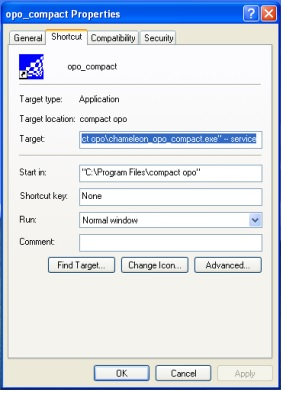 opo_compact Properties
General Shortcut Compatibility Security
opo_compact
Target type: Application
Target location: compact opo
Target: ct opo\chameleon_opo_compact.exe" -- service
Start in: "C:\Program Files\compact opo"
Shortcut key: None
Run: Normal window
Comment:
Find Target... Change Icon... Advanced...
OK Cancel Apply